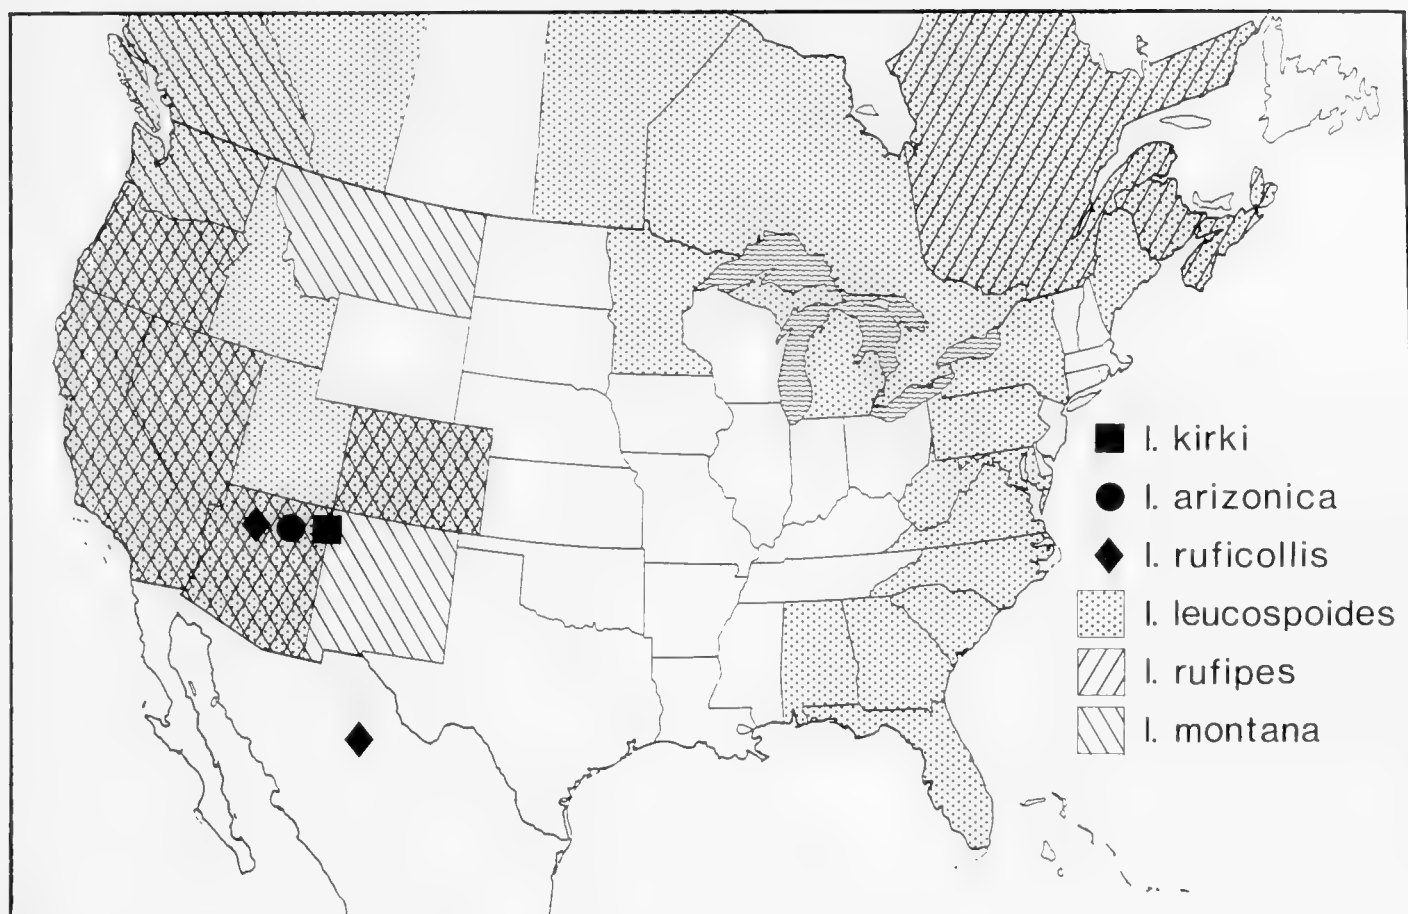 l. kirki
l. arizonica
l. ruficollis
l. leucospoides
l. rufipes
l. montana